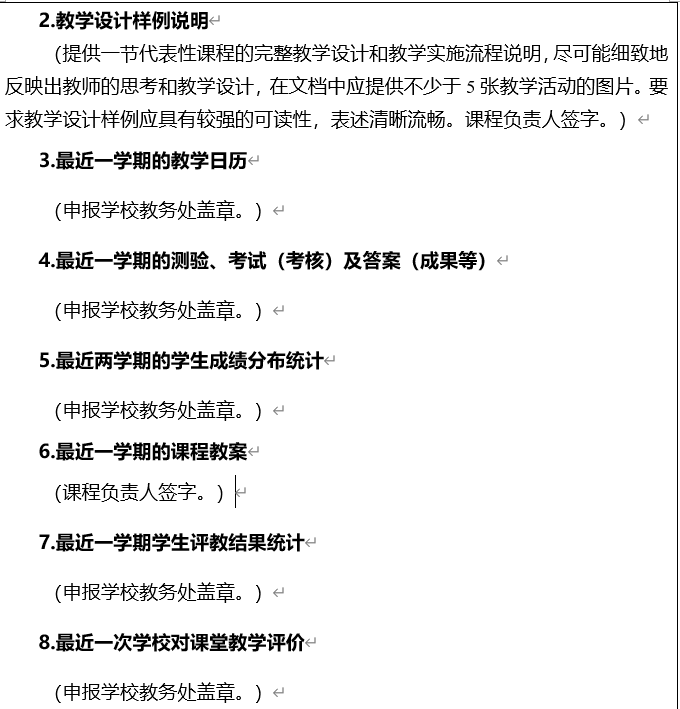 2.教学设计样例说明↵
（提供一节代表性课程的完整教学设计和教学实施流程说明，尽可能细致地
反映出教师的思考和教学设计，在文档中应提供不少于 5 张教学活动的图片。要
求教学设计样例应具有较强的可读性，表述清晰流畅。课程负责人签字。）↵
3.最近一学期的教学日历↵
（申报学校教务处盖章。）↵
4.最近一学期的测验、考试（考核）及答案（成果等）↵
（申报学校教务处盖章。）↵
5.最近两学期的学生成绩分布统计↵
（申报学校教务处盖章。）↵
6.最近一学期的课程教案↵
（课程负责人签字。）↵
7.最近一学期学生评教结果统计↵
（申报学校教务处盖章。）↵
8.最近一次学校对课堂教学评价↵
（申报学校教务处盖章。）↵